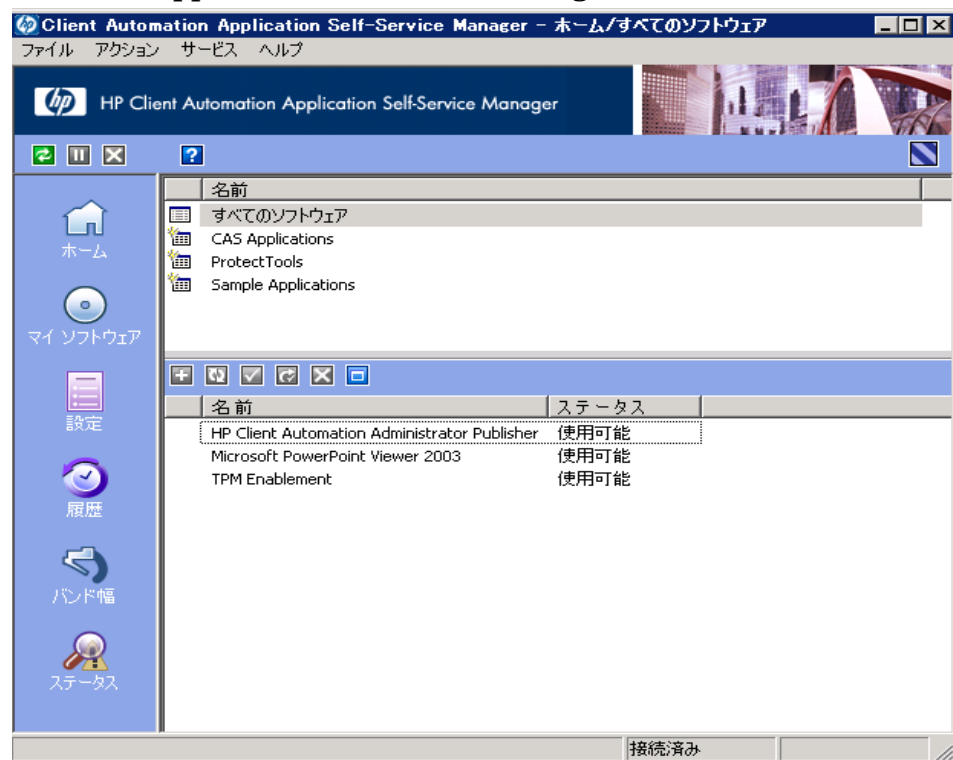 Client Automation Application Self-Service Manager - ホーム/すべてのソフトウェア
ファイル アクション サービス ヘルプ
hp HP Client Automation Application Self-Service Manager
?
名前
すべてのソフトウェア
CAS Applications
ProtectTools
Sample Applications
ホーム
マイ ソフトウェア
設定
履歴
バンド幅
ステータス
名前 ステータス
HP Client Automation Administrator Publisher 使用可能
Microsoft PowerPoint Viewer 2003 使用可能
TPM Enablement 使用可能
接続済み